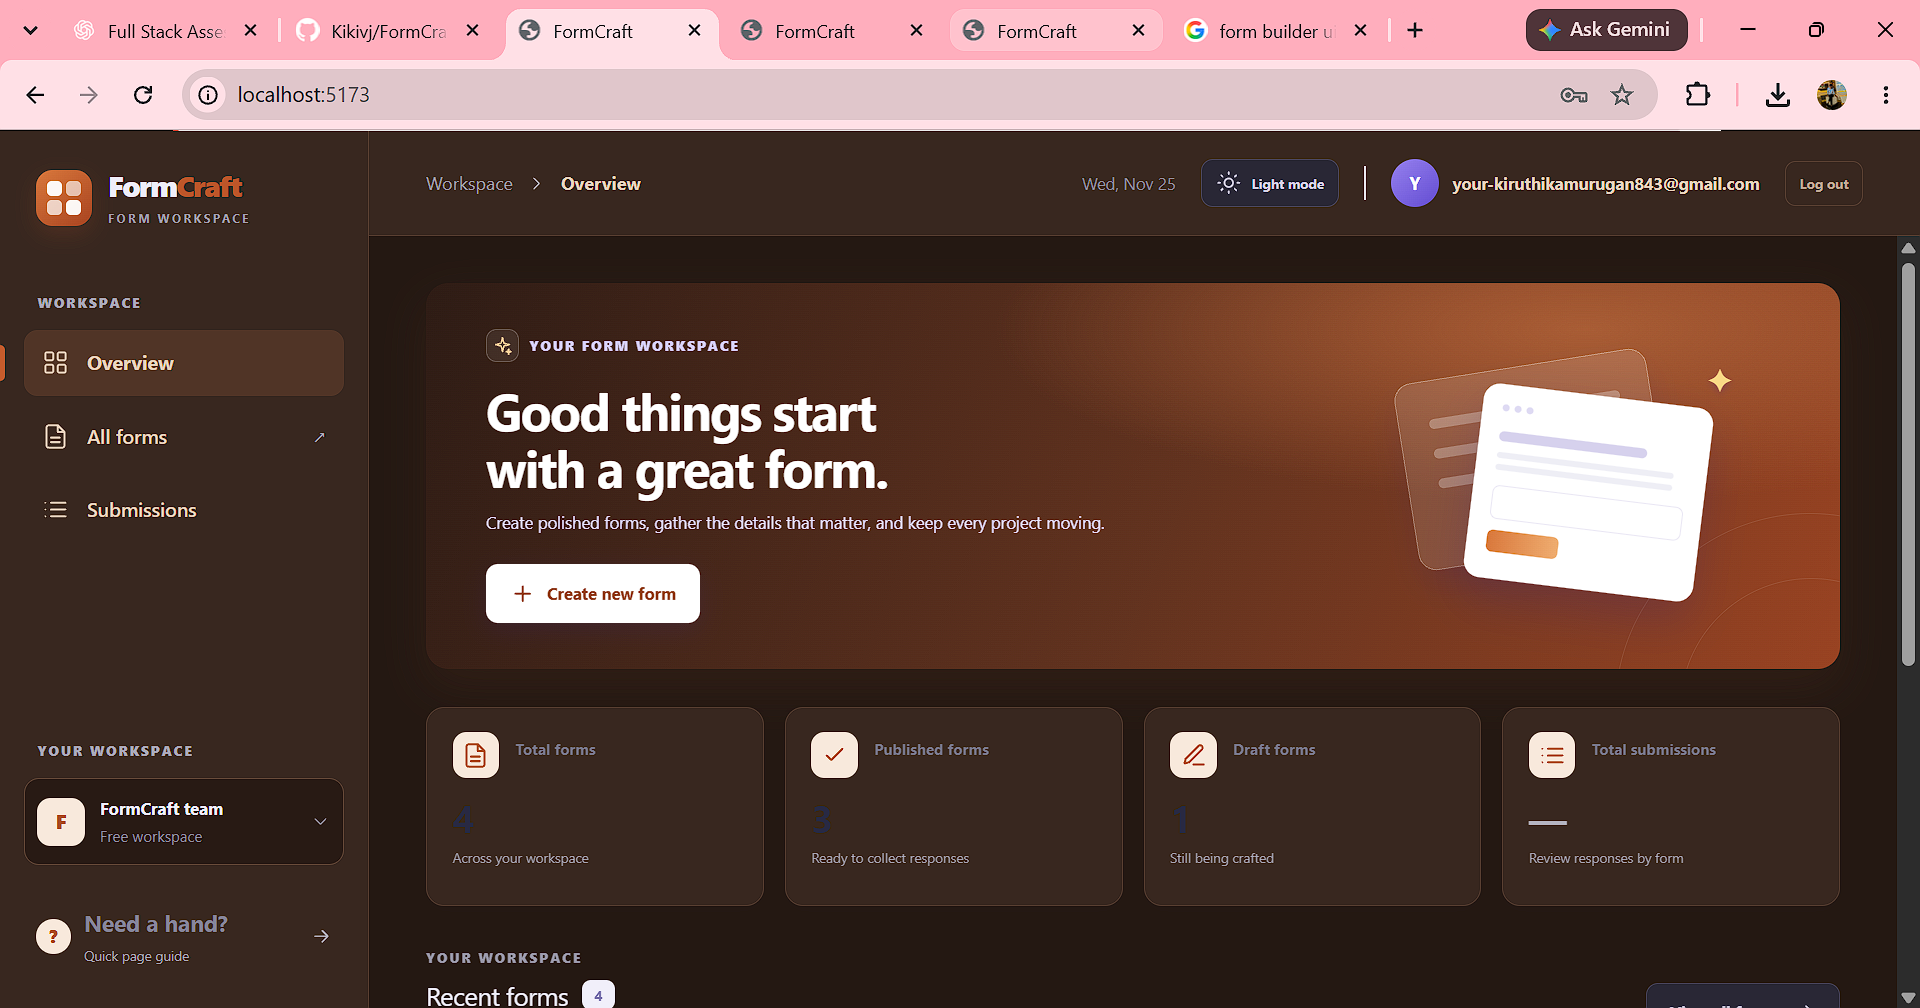 Full Stack Asse
Kikivj/FormCra
FormCraft
FormCraft
FormCraft
form builder ui
Ask Gemini
localhost:5173
FormCraft
FORM WORKSPACE
Workspace > Overview
Wed, Nov 25
Light mode
Y
your-kiruthikamurugan843@gmail.com
Log out
WORKSPACE
Overview
All forms
Submissions
YOUR WORKSPACE
F
FormCraft team
Free workspace
?
Need a hand?
Quick page guide
YOUR FORM WORKSPACE
Good things start
with a great form.
Create polished forms, gather the details that matter, and keep every project moving.
+ Create new form
Total forms
4
Across your workspace
Published forms
3
Ready to collect responses
Draft forms
1
Still being crafted
Total submissions
—
Review responses by form
YOUR WORKSPACE
Recent forms 4